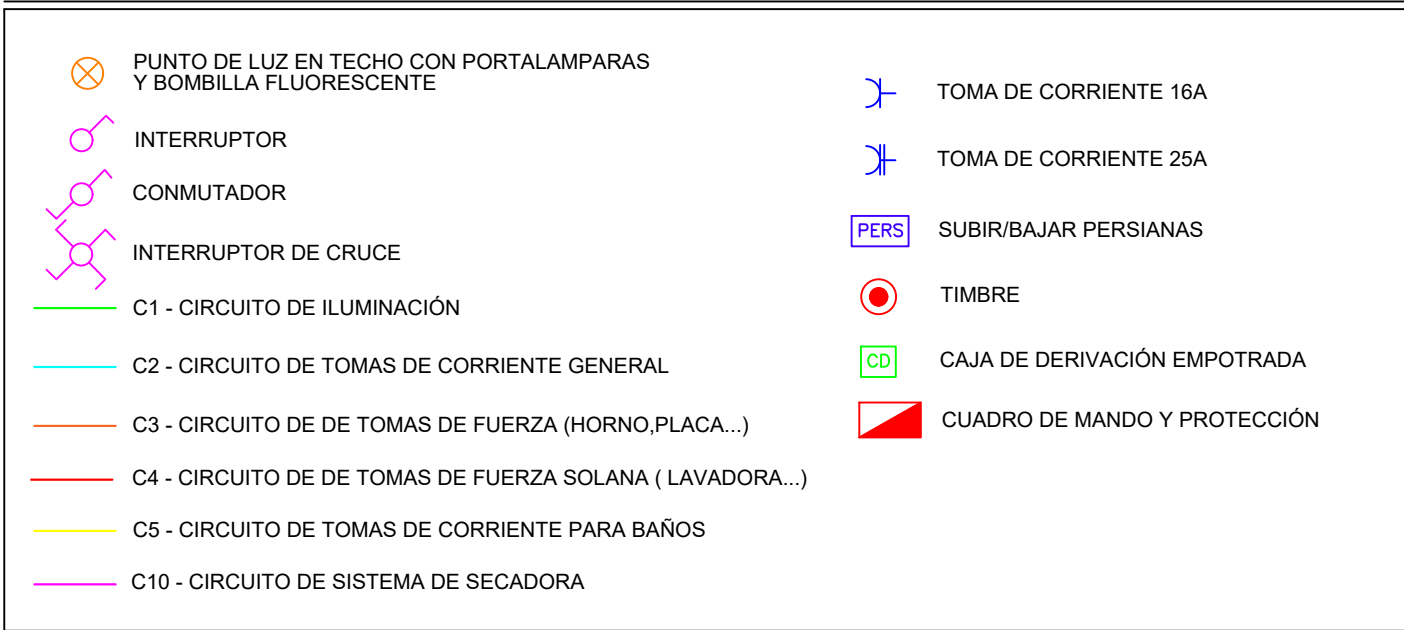 PUNTO DE LUZ EN TECHO CON PORTALAMPARAS
Y BOMBILLA FLUORESCENTE
INTERRUPTOR
CONMUTADOR
INTERRUPTOR DE CRUCE
C1 - CIRCUITO DE ILUMINACIÓN
C2 - CIRCUITO DE TOMAS DE CORRIENTE GENERAL
C3 - CIRCUITO DE DE TOMAS DE FUERZA (HORNO,PLACA...)
C4 - CIRCUITO DE DE TOMAS DE FUERZA SOLANA ( LAVADORA...)
C5 - CIRCUITO DE TOMAS DE CORRIENTE PARA BAÑOS
C10 - CIRCUITO DE SISTEMA DE SECADORA
TOMA DE CORRIENTE 16A
TOMA DE CORRIENTE 25A
PERS SUBIR/BAJAR PERSIANAS
TIMBRE
CD CAJA DE DERIVACIÓN EMPOTRADA
CUADRO DE MANDO Y PROTECCIÓN